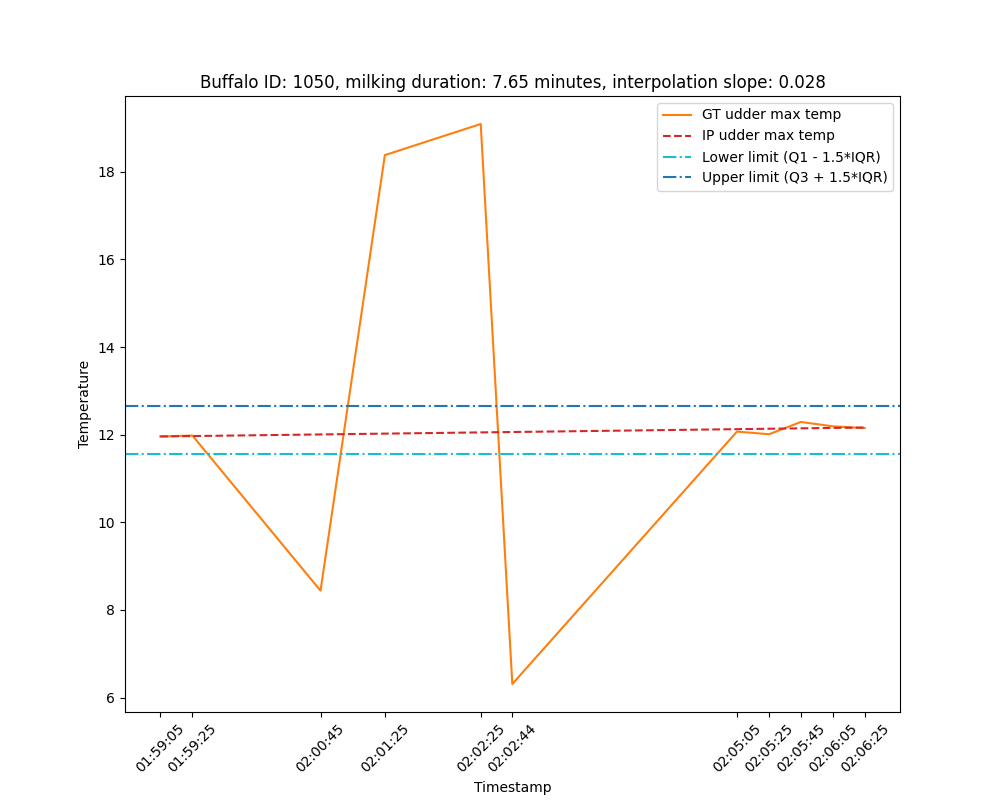 Buffalo ID: 1050, milking duration: 7.65 minutes, interpolation slope: 0.028
GT udder max temp
IP udder max temp
Lower limit (Q1 - 1.5*IQR)
Upper limit (Q3 + 1.5*IQR)
Temperature
18
16
14
12
10
8
6
01:59:05
01:59:25
02:00:45
02:01:25
02:02:25
02:02:44
02:05:05
02:05:25
02:05:45
02:06:05
02:06:25
Timestamp